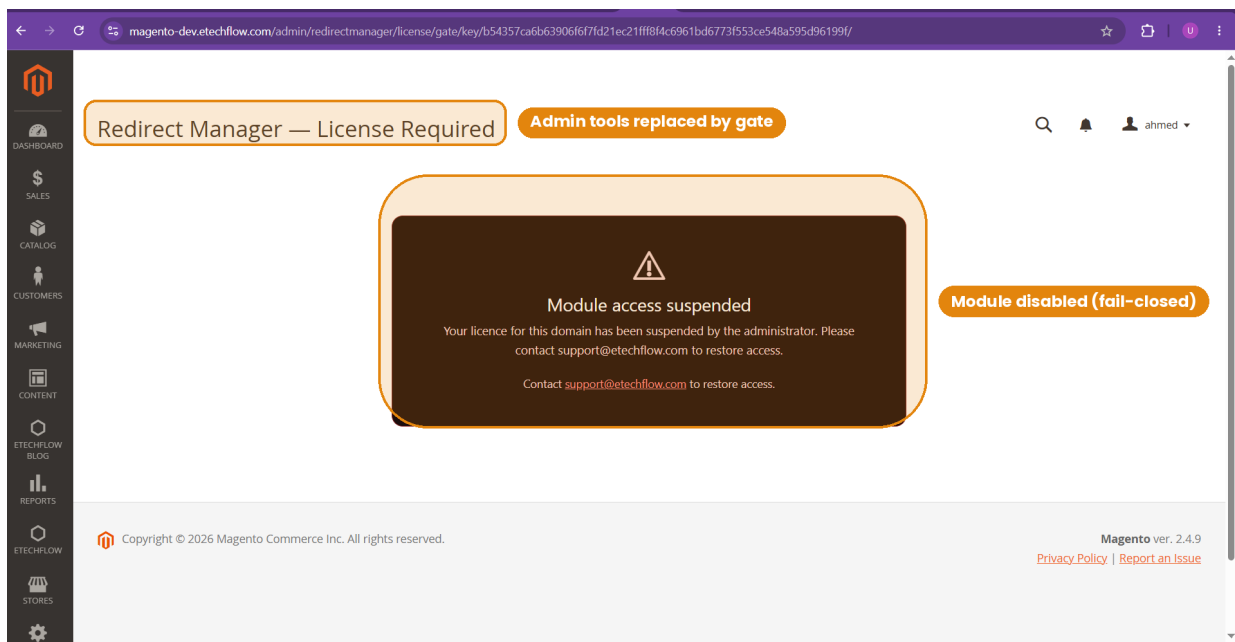 magento-dev.etechflow.com/admin/redirectmanager/license/gate/key/b54357ca6b63906f6f7fd21ec21fff8f4c6961bd6773f553ce548a595d96199f/
U
Redirect Manager — License Required
Admin tools replaced by gate
ahmed
DASHBOARD
SALES
CATALOG
CUSTOMERS
MARKETING
CONTENT
ETECHFLOW
BLOG
REPORTS
ETECHFLOW
STORES
Module access suspended
Your licence for this domain has been suspended by the administrator. Please
contact support@etechflow.com to restore access.
Contact support@etechflow.com to restore access.
Module disabled (fail-closed)
Copyright © 2026 Magento Commerce Inc. All rights reserved.
Magento ver. 2.4.9
Privacy Policy | Report an Issue